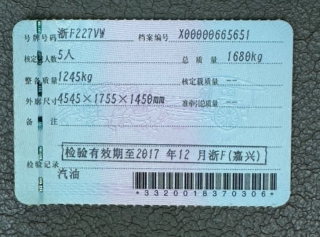 号牌号码 浙F227VW 档案编号 X00000665651
核定人数 5人 总 质 量 1680kg
整备质量 1245kg 核定载质量 --
外廓尺寸 4545×1755×1450mm 准牵总质量 --
备 注
检验有效期至2017 年12 月浙F(嘉兴)
检验记录
汽油
*3320018370306*